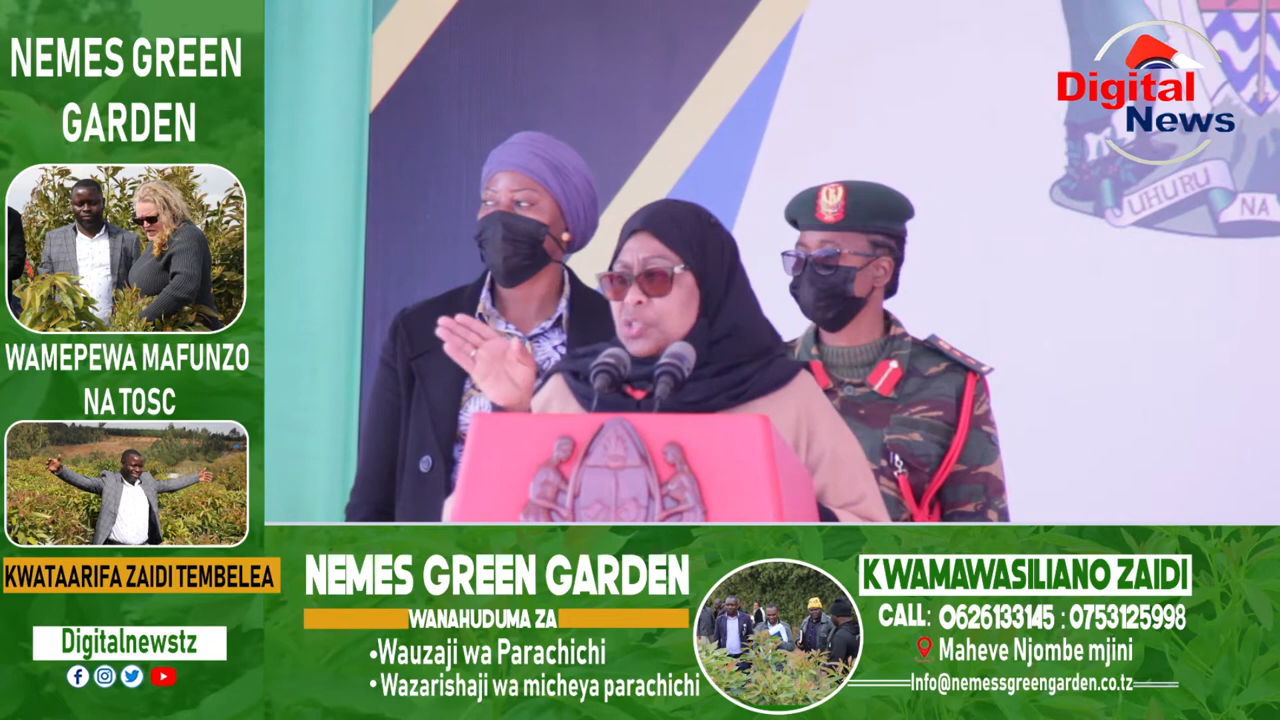 NEMES GREEN
GARDEN
WAMEPEWA MAFUNZO
NA TOSC
KWATAARIFA ZAIDI TEMBELEA
Digitalnewstz
Digital
News
UHURU
NA
NEMES GREEN GARDEN
WANAHUDUMA ZA
•Wauzaji wa Parachichi
• Wazarishaji wa micheya parachichi
KWAMAWASILIANO ZAIDI
CALL: 0626133145 : 0753125998
Maheve Njombe mjini
Info@nemessgreengarden.co.tz